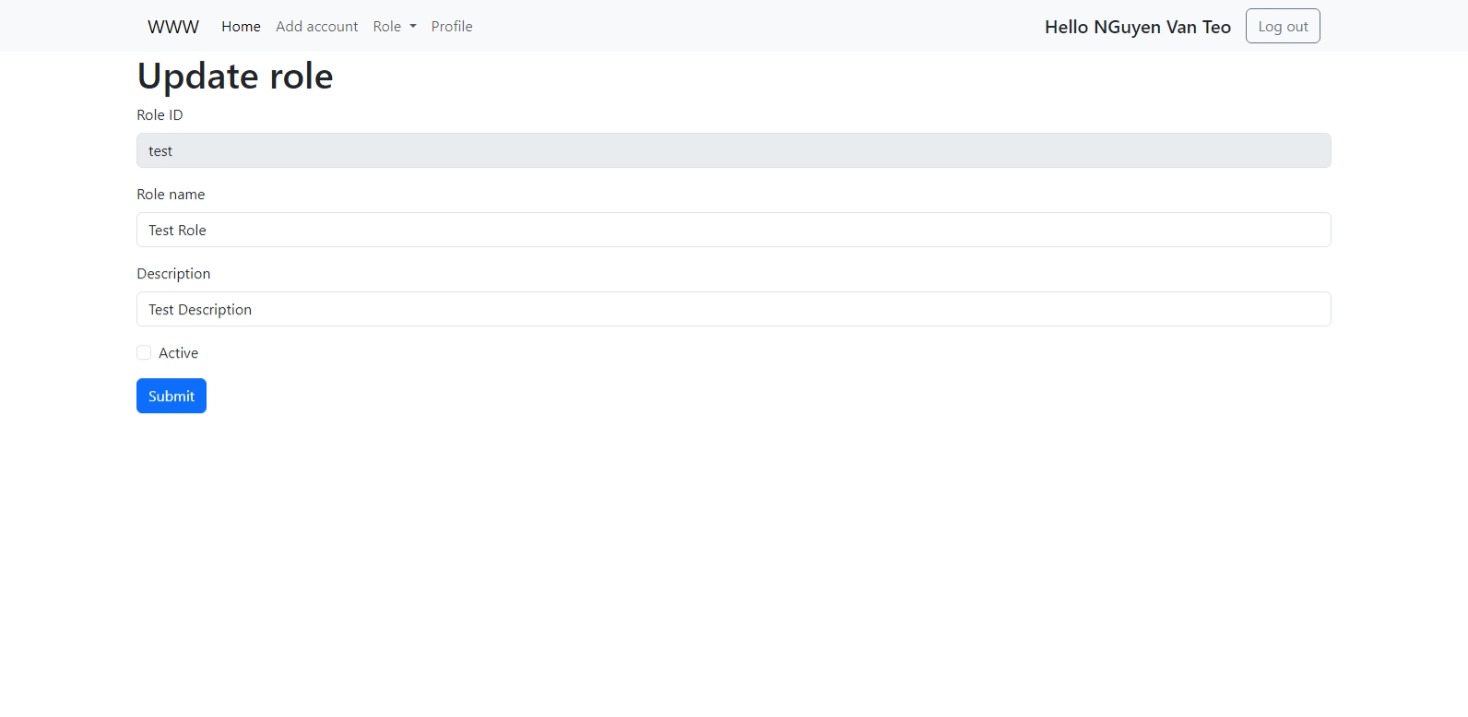 WWW Home Add account Role Profile Hello NGuyen Van Teo Log out
Update role
Role ID
test
Role name
Test Role
Description
Test Description
Active
Submit